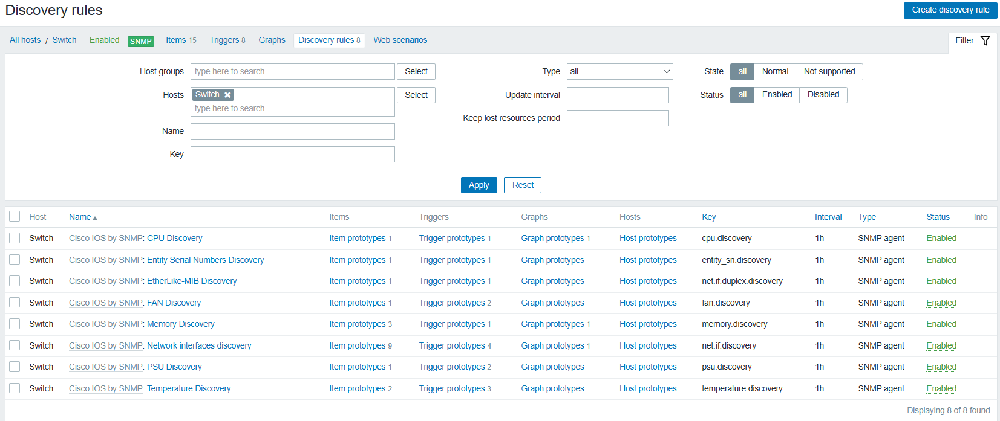 Discovery rules
Create discovery rule
All hosts / Switch Enabled SNMP Items 15 Triggers 8 Graphs Discovery rules 8 Web scenarios
Filter
Host groups type here to search Select Type all State all Normal Not supported
Hosts Switch Select Update interval Status all Enabled Disabled
type here to search
Keep lost resources period
Name
Key
Apply Reset
Host Name Items Triggers Graphs Hosts Key Interval Type Status Info
Switch Cisco IOS by SNMP: CPU Discovery Item prototypes 1 Trigger prototypes 1 Graph prototypes 1 Host prototypes cpu.discovery 1h SNMP agent Enabled
Switch Cisco IOS by SNMP: Entity Serial Numbers Discovery Item prototypes 1 Trigger prototypes 1 Graph prototypes Host prototypes entity_sn.discovery 1h SNMP agent Enabled
Switch Cisco IOS by SNMP: EtherLike-MIB Discovery Item prototypes 1 Trigger prototypes 1 Graph prototypes Host prototypes net.if.duplex.discovery 1h SNMP agent Enabled
Switch Cisco IOS by SNMP: FAN Discovery Item prototypes 1 Trigger prototypes 2 Graph prototypes Host prototypes fan.discovery 1h SNMP agent Enabled
Switch Cisco IOS by SNMP: Memory Discovery Item prototypes 3 Trigger prototypes 1 Graph prototypes 1 Host prototypes memory.discovery 1h SNMP agent Enabled
Switch Cisco IOS by SNMP: Network interfaces discovery Item prototypes 9 Trigger prototypes 4 Graph prototypes 1 Host prototypes net.if.discovery 1h SNMP agent Enabled
Switch Cisco IOS by SNMP: PSU Discovery Item prototypes 1 Trigger prototypes 2 Graph prototypes Host prototypes psu.discovery 1h SNMP agent Enabled
Switch Cisco IOS by SNMP: Temperature Discovery Item prototypes 2 Trigger prototypes 3 Graph prototypes Host prototypes temperature.discovery 1h SNMP agent Enabled
Displaying 8 of 8 found